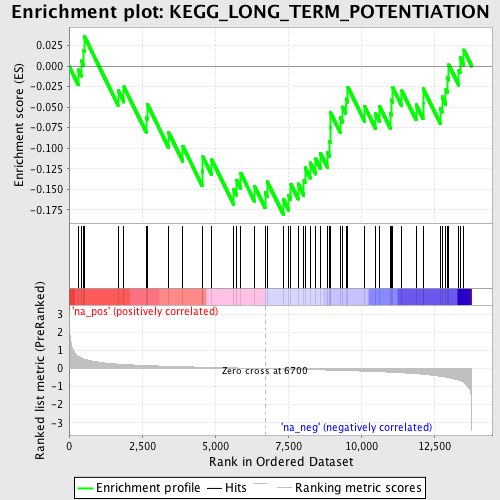 Enrichment plot: KEGG_LONG_TERM_POTENTIATION
Enrichment score (ES)
0.025
0.000
-0.025
-0.050
-0.075
-0.100
-0.125
-0.150
-0.175
'na_pos' (positively correlated)
Ranked list metric (PreRanked)
3
2
1
0
-1
-2
-3
Zero cross at 6700
'na_neg' (negatively correlated)
0
2,500
5,000
7,500
10,000
12,500
Rank in Ordered Dataset
Enrichment profile
Hits
Ranking metric scores